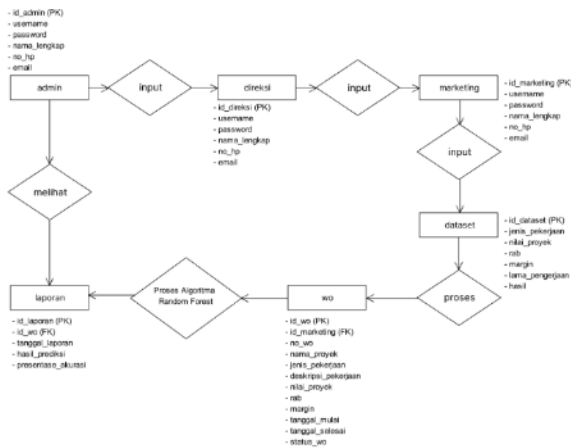 - id_admin (PK)
- username
- password
- nama_lengkap
- no_hp
- email
admin
input
direksi
- id_direksi (PK)
- username
- password
- nama_lengkap
- no_hp
- email
input
marketing
- id_marketing (PK)
- username
- password
- nama_lengkap
- no_hp
- email
input
melihat
dataset
- id_dataset (PK)
- jenis_pekerjaan
- nilai_proyek
- rab
- margin
- lama_pengerjaan
- hasil
proses
wo
- id_wo (PK)
- id_marketing (FK)
- no_wo
- nama_proyek
- jenis_pekerjaan
- deskripsi_pekerjaan
- nilai_proyek
- rab
- margin
- tanggal_mulai
- tanggal_selesai
- status_wo
Proses Algoritma
Random Forest
laporan
- id_laporan (PK)
- id_wo (FK)
- tanggal_laporan
- hasil_prediksi
- presentase_akurasi